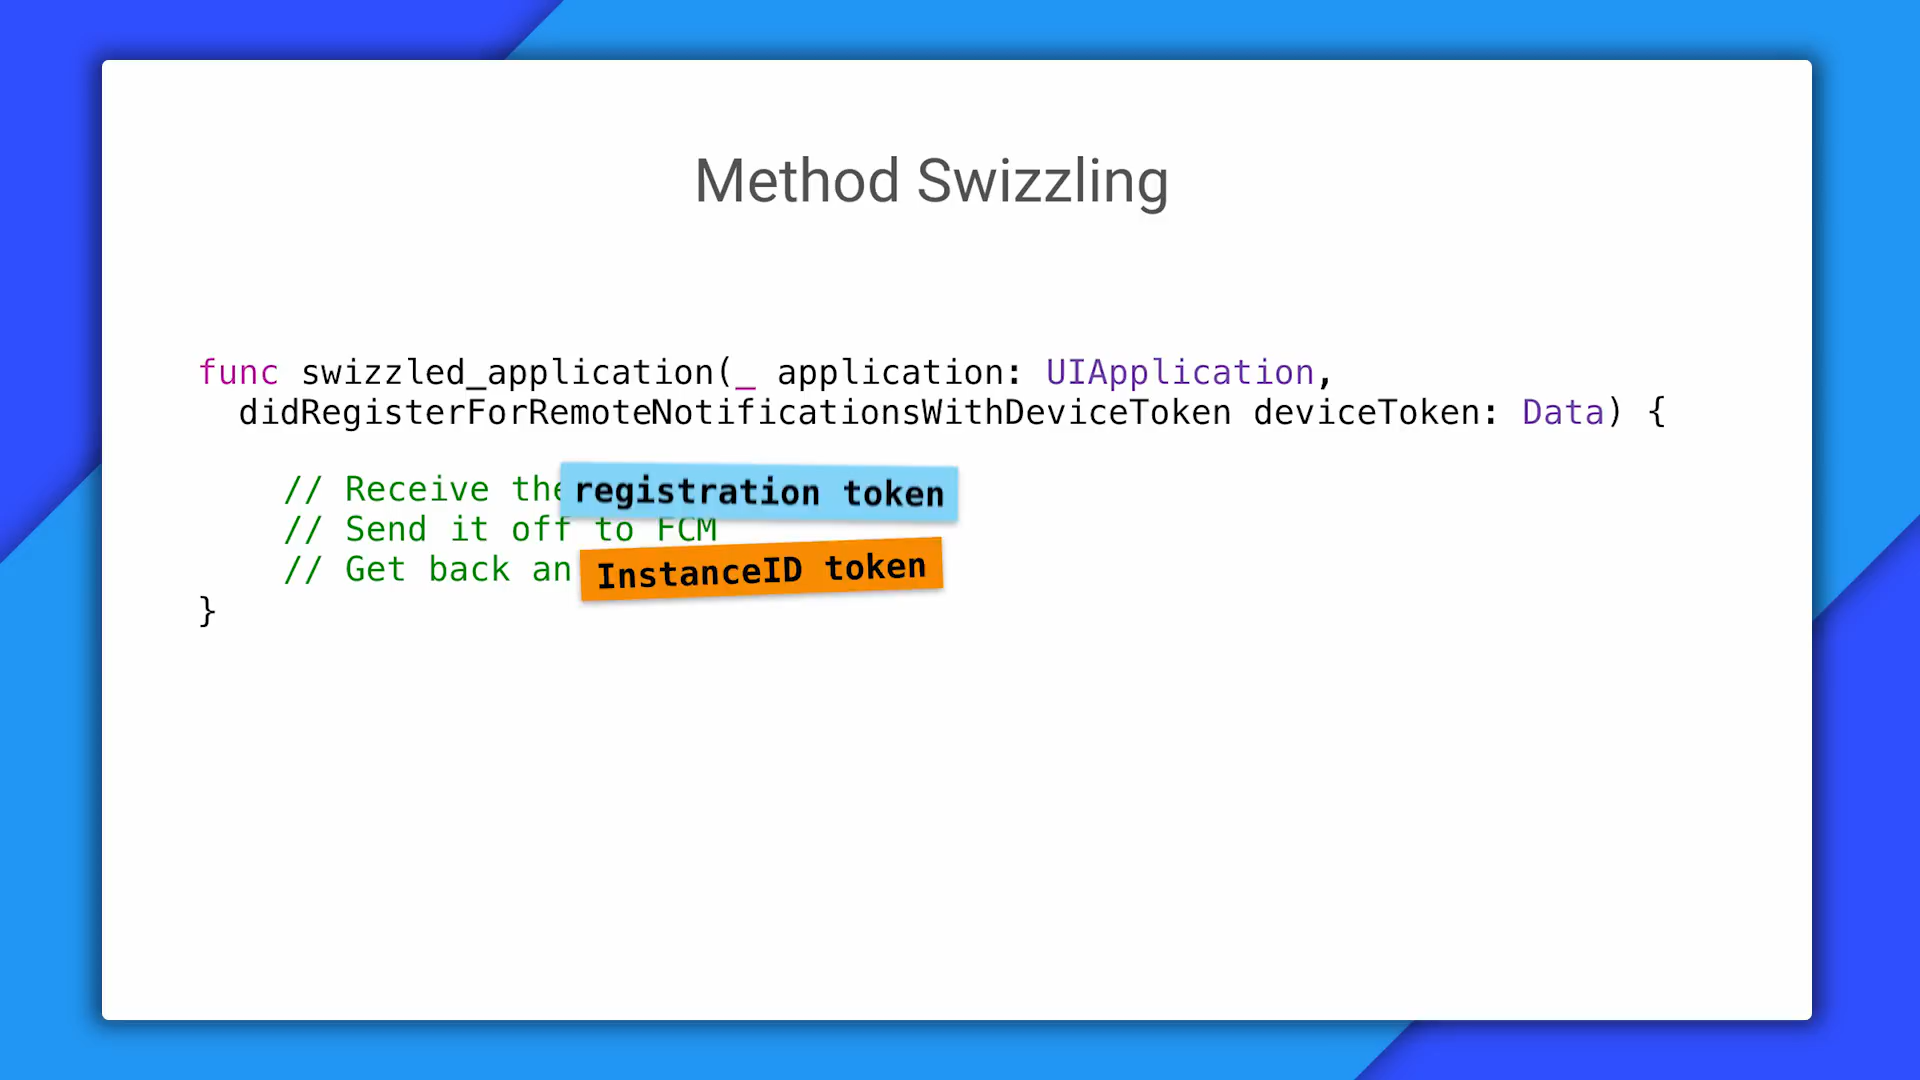 Method Swizzling
func swizzled_application(_ application: UIApplication,
didRegisterForRemoteNotificationsWithDeviceToken deviceToken: Data) {
// Receive the registration token
// Send it off to FCM
// Get back an InstanceID token
}